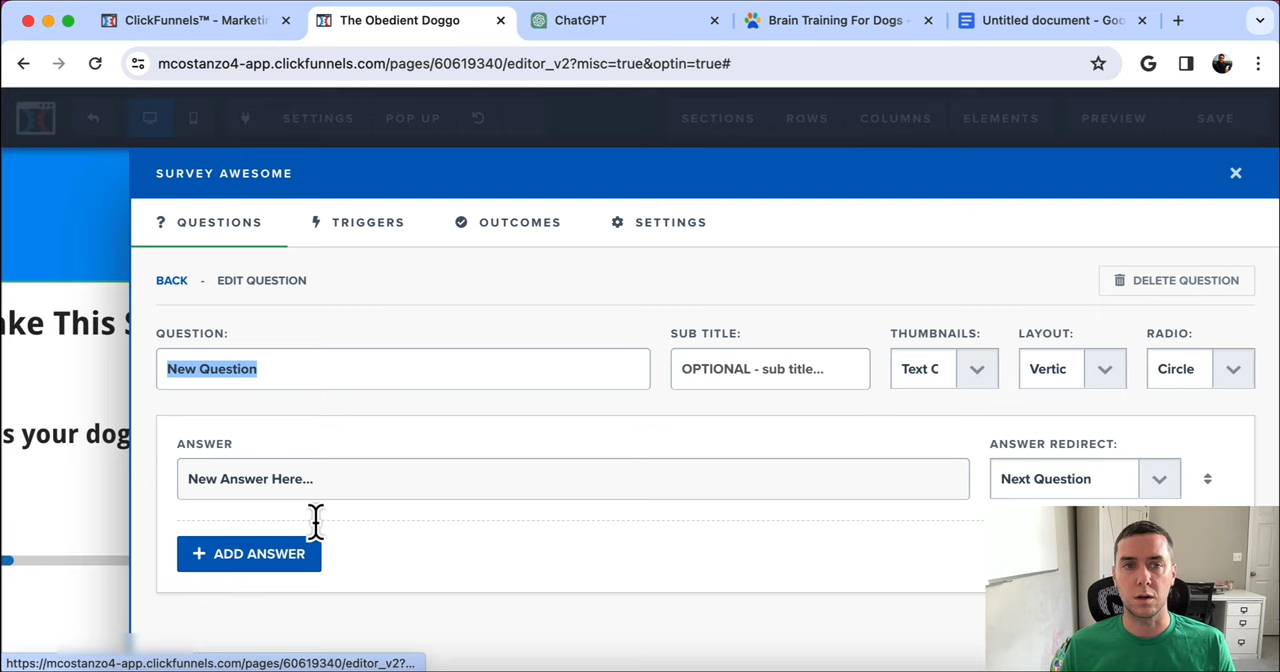 ClickFunnels™ - Marketin
The Obedient Doggo
ChatGPT
Brain Training For Dogs -
Untitled document - Goo
mcostanzo4-app.clickfunnels.com/pages/60619340/editor_v2?misc=true&optin=true#
SETTINGS
POP UP
SECTIONS
ROWS
COLUMNS
ELEMENTS
PREVIEW
SAVE
SURVEY AWESOME
? QUESTIONS
TRIGGERS
OUTCOMES
SETTINGS
BACK - EDIT QUESTION
DELETE QUESTION
ake This S
QUESTION:
SUB TITLE:
THUMBNAILS:
LAYOUT:
RADIO:
New Question
OPTIONAL - sub title...
Text C
Vertic
Circle
s your dog
ANSWER
ANSWER REDIRECT:
New Answer Here...
Next Question
+ ADD ANSWER
https://mcostanzo4-app.clickfunnels.com/pages/60619340/editor_v2?...